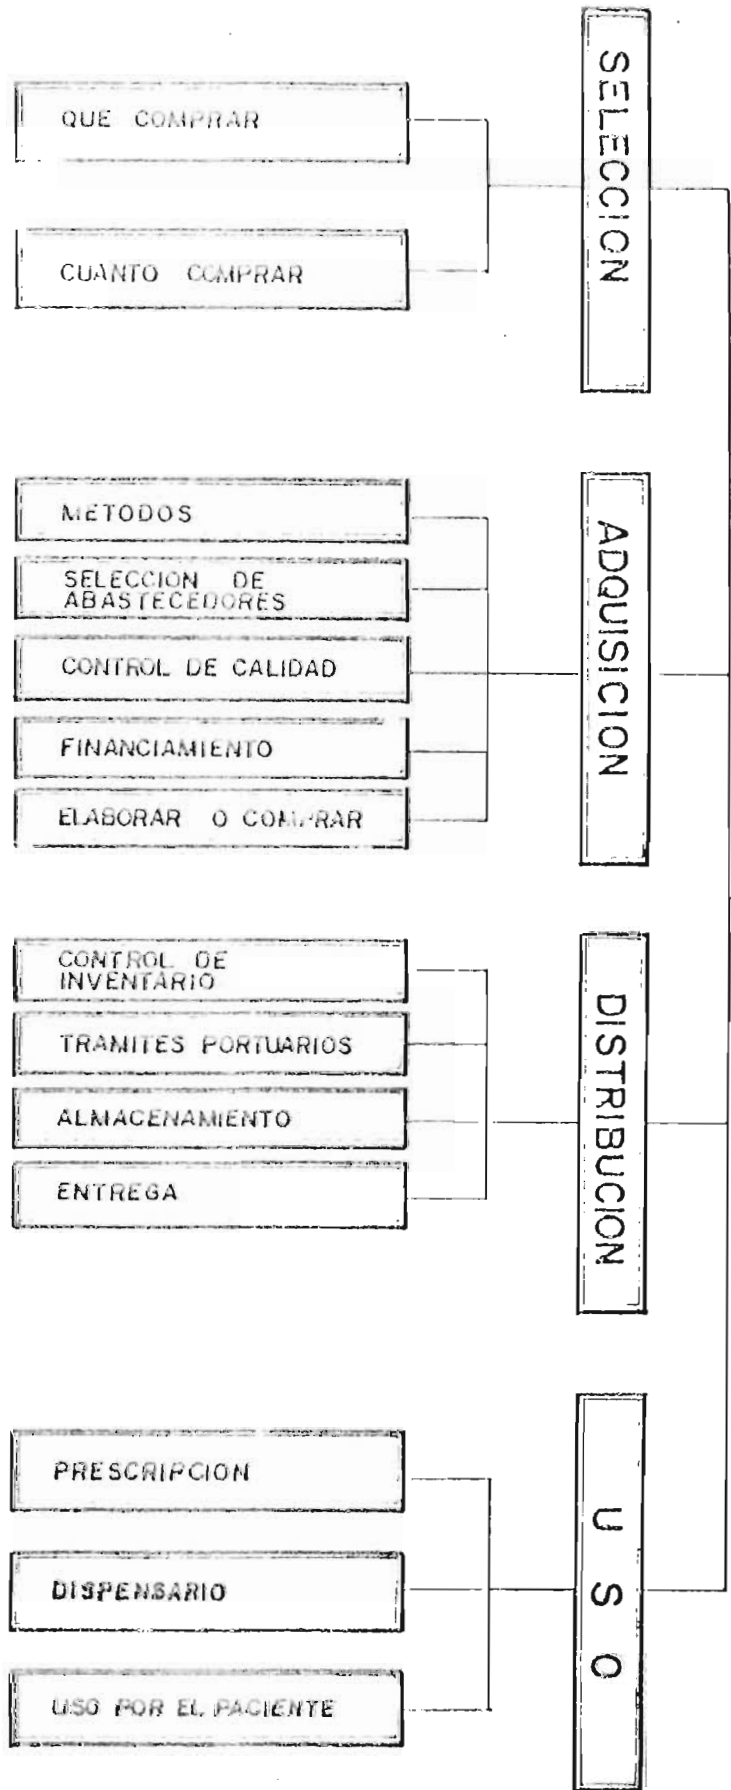 SELECCION
QUE COMPRAR
CUANTO COMPRAR
ADQUISICION
METODOS
SELECCION DE
ABASTECEDORES
CONTROL DE CALIDAD
FINANCIAMIENTO
ELABORAR O COMPRAR
DISTRIBUCION
CONTROL DE
INVENTARIO
TRAMITES PORTUARIOS
ALMACENAMIENTO
ENTREGA
USO
PRESCRIPCION
DISPENSARIO
USO POR EL PACIENTE